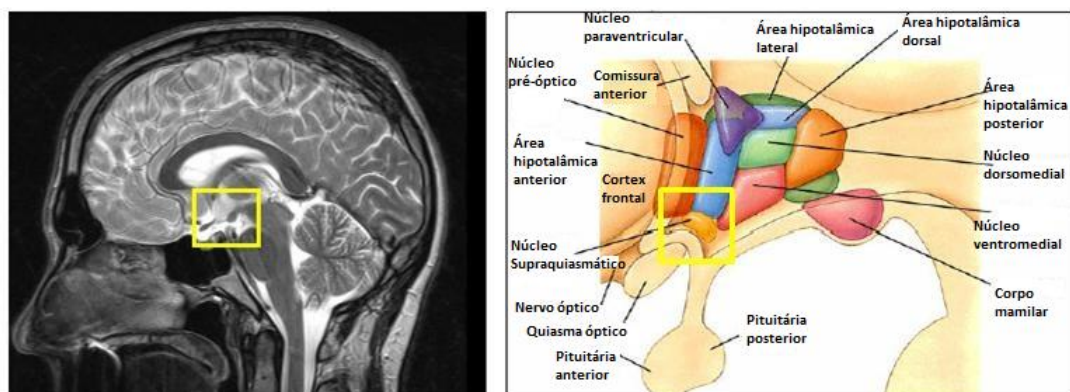 Núcleo
paraventricular
Área hipotalâmica
lateral
Área hipotalâmica
dorsal
Núcleo
pré-óptico
Comissura
anterior
Área
hipotalâmica
posterior
Área
hipotalâmica
anterior
Cortex
frontal
Núcleo
dorsomedial
Núcleo
Supraquiasmático
Núcleo
ventromedial
Nervo óptico
Quiasma óptico
Corpo
mamilar
Pituitária
posterior
Pituitária
anterior